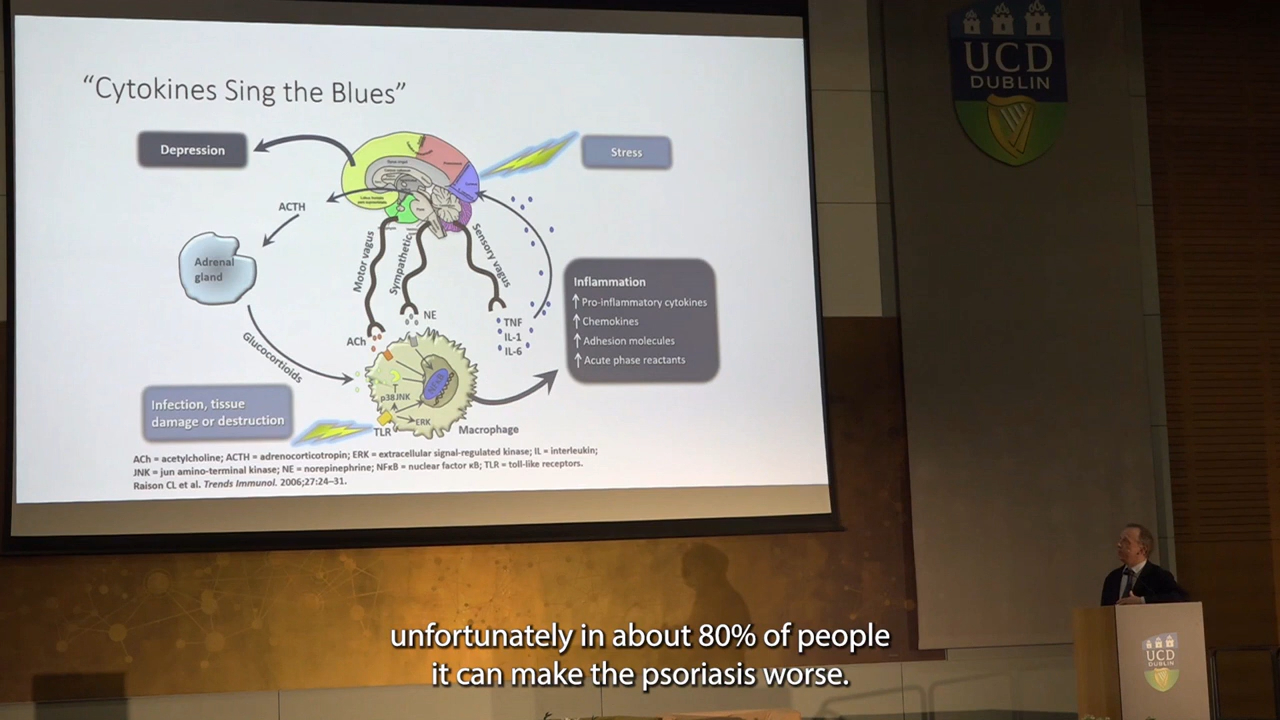 "Cytokines Sing the Blues"
Depression
Stress
ACTH
Adrenal
gland
Motor vagus
Sympathetic
Sensory vagus
NE
ACh
TNF
IL-1
IL-6
Glucocortioids
Inflammation
↑ Pro-inflammatory cytokines
↑ Chemokines
↑ Adhesion molecules
↑ Acute phase reactants
Infection, tissue
damage or destruction
NFκB
p38
JNK
ERK
TLR
Macrophage
ACh = acetylcholine; ACTH = adrenocorticotropin; ERK = extracellular signal-regulated kinase; IL = interleukin;
JNK = jun amino-terminal kinase; NE = norepinephrine; NFκB = nuclear factor κB; TLR = toll-like receptors.
Raison CL et al. Trends Immunol. 2006;27:24–31.
UCD
DUBLIN
UCD
DUBLIN
unfortunately in about 80% of people
it can make the psoriasis worse.